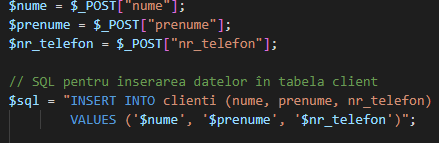 $nume = $_POST["nume"];
$prenume = $_POST["prenume"];
$nr_telefon = $_POST["nr_telefon"];
// SQL pentru inserarea datelor în tabela client
$sql = "INSERT INTO clienti (nume, prenume, nr_telefon)
VALUES ('$nume', '$prenume', '$nr_telefon')";